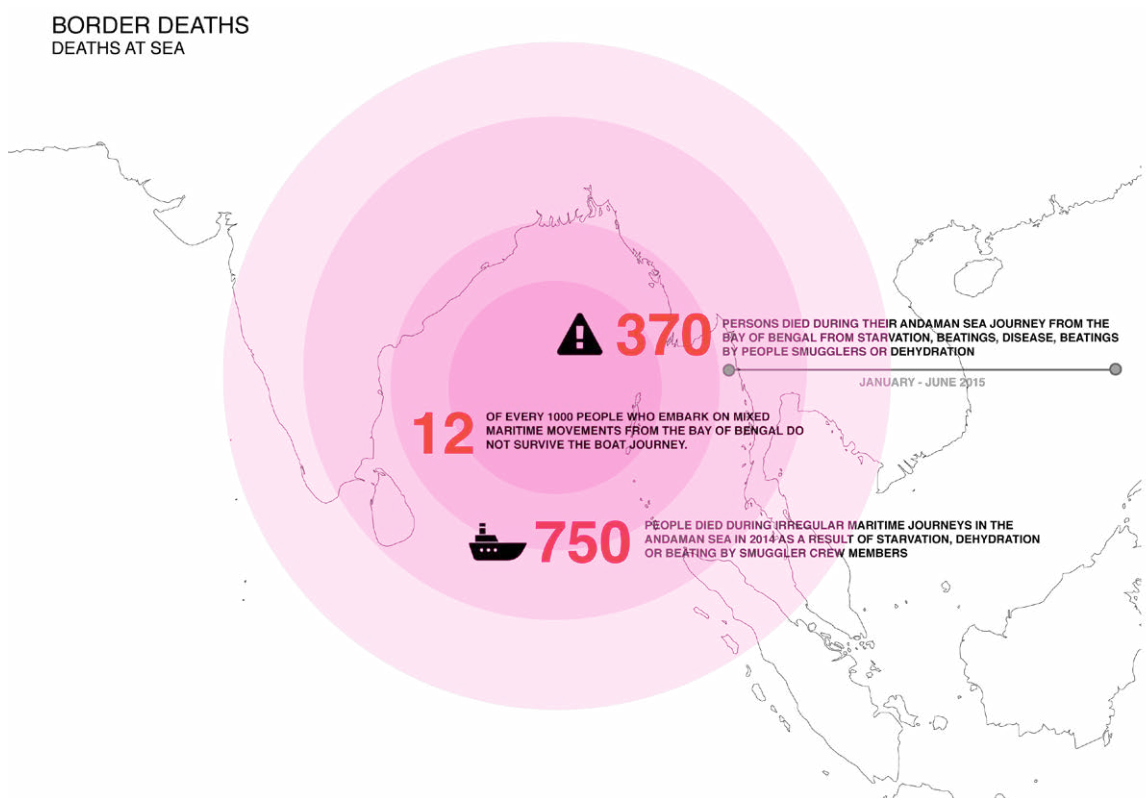 BORDER DEATHS
DEATHS AT SEA
370
PERSONS DIED DURING THEIR ANDAMAN SEA JOURNEY FROM THE
BAY OF BENGAL FROM STARVATION, BEATINGS, DISEASE, BEATINGS
BY PEOPLE SMUGGLERS OR DEHYDRATION
JANUARY - JUNE 2015
12
OF EVERY 1000 PEOPLE WHO EMBARK ON MIXED
MARITIME MOVEMENTS FROM THE BAY OF BENGAL DO
NOT SURVIVE THE BOAT JOURNEY.
750
PEOPLE DIED DURING IRREGULAR MARITIME JOURNEYS IN THE
ANDAMAN SEA IN 2014 AS A RESULT OF STARVATION, DEHYDRATION
OR BEATING BY SMUGGLER CREW MEMBERS